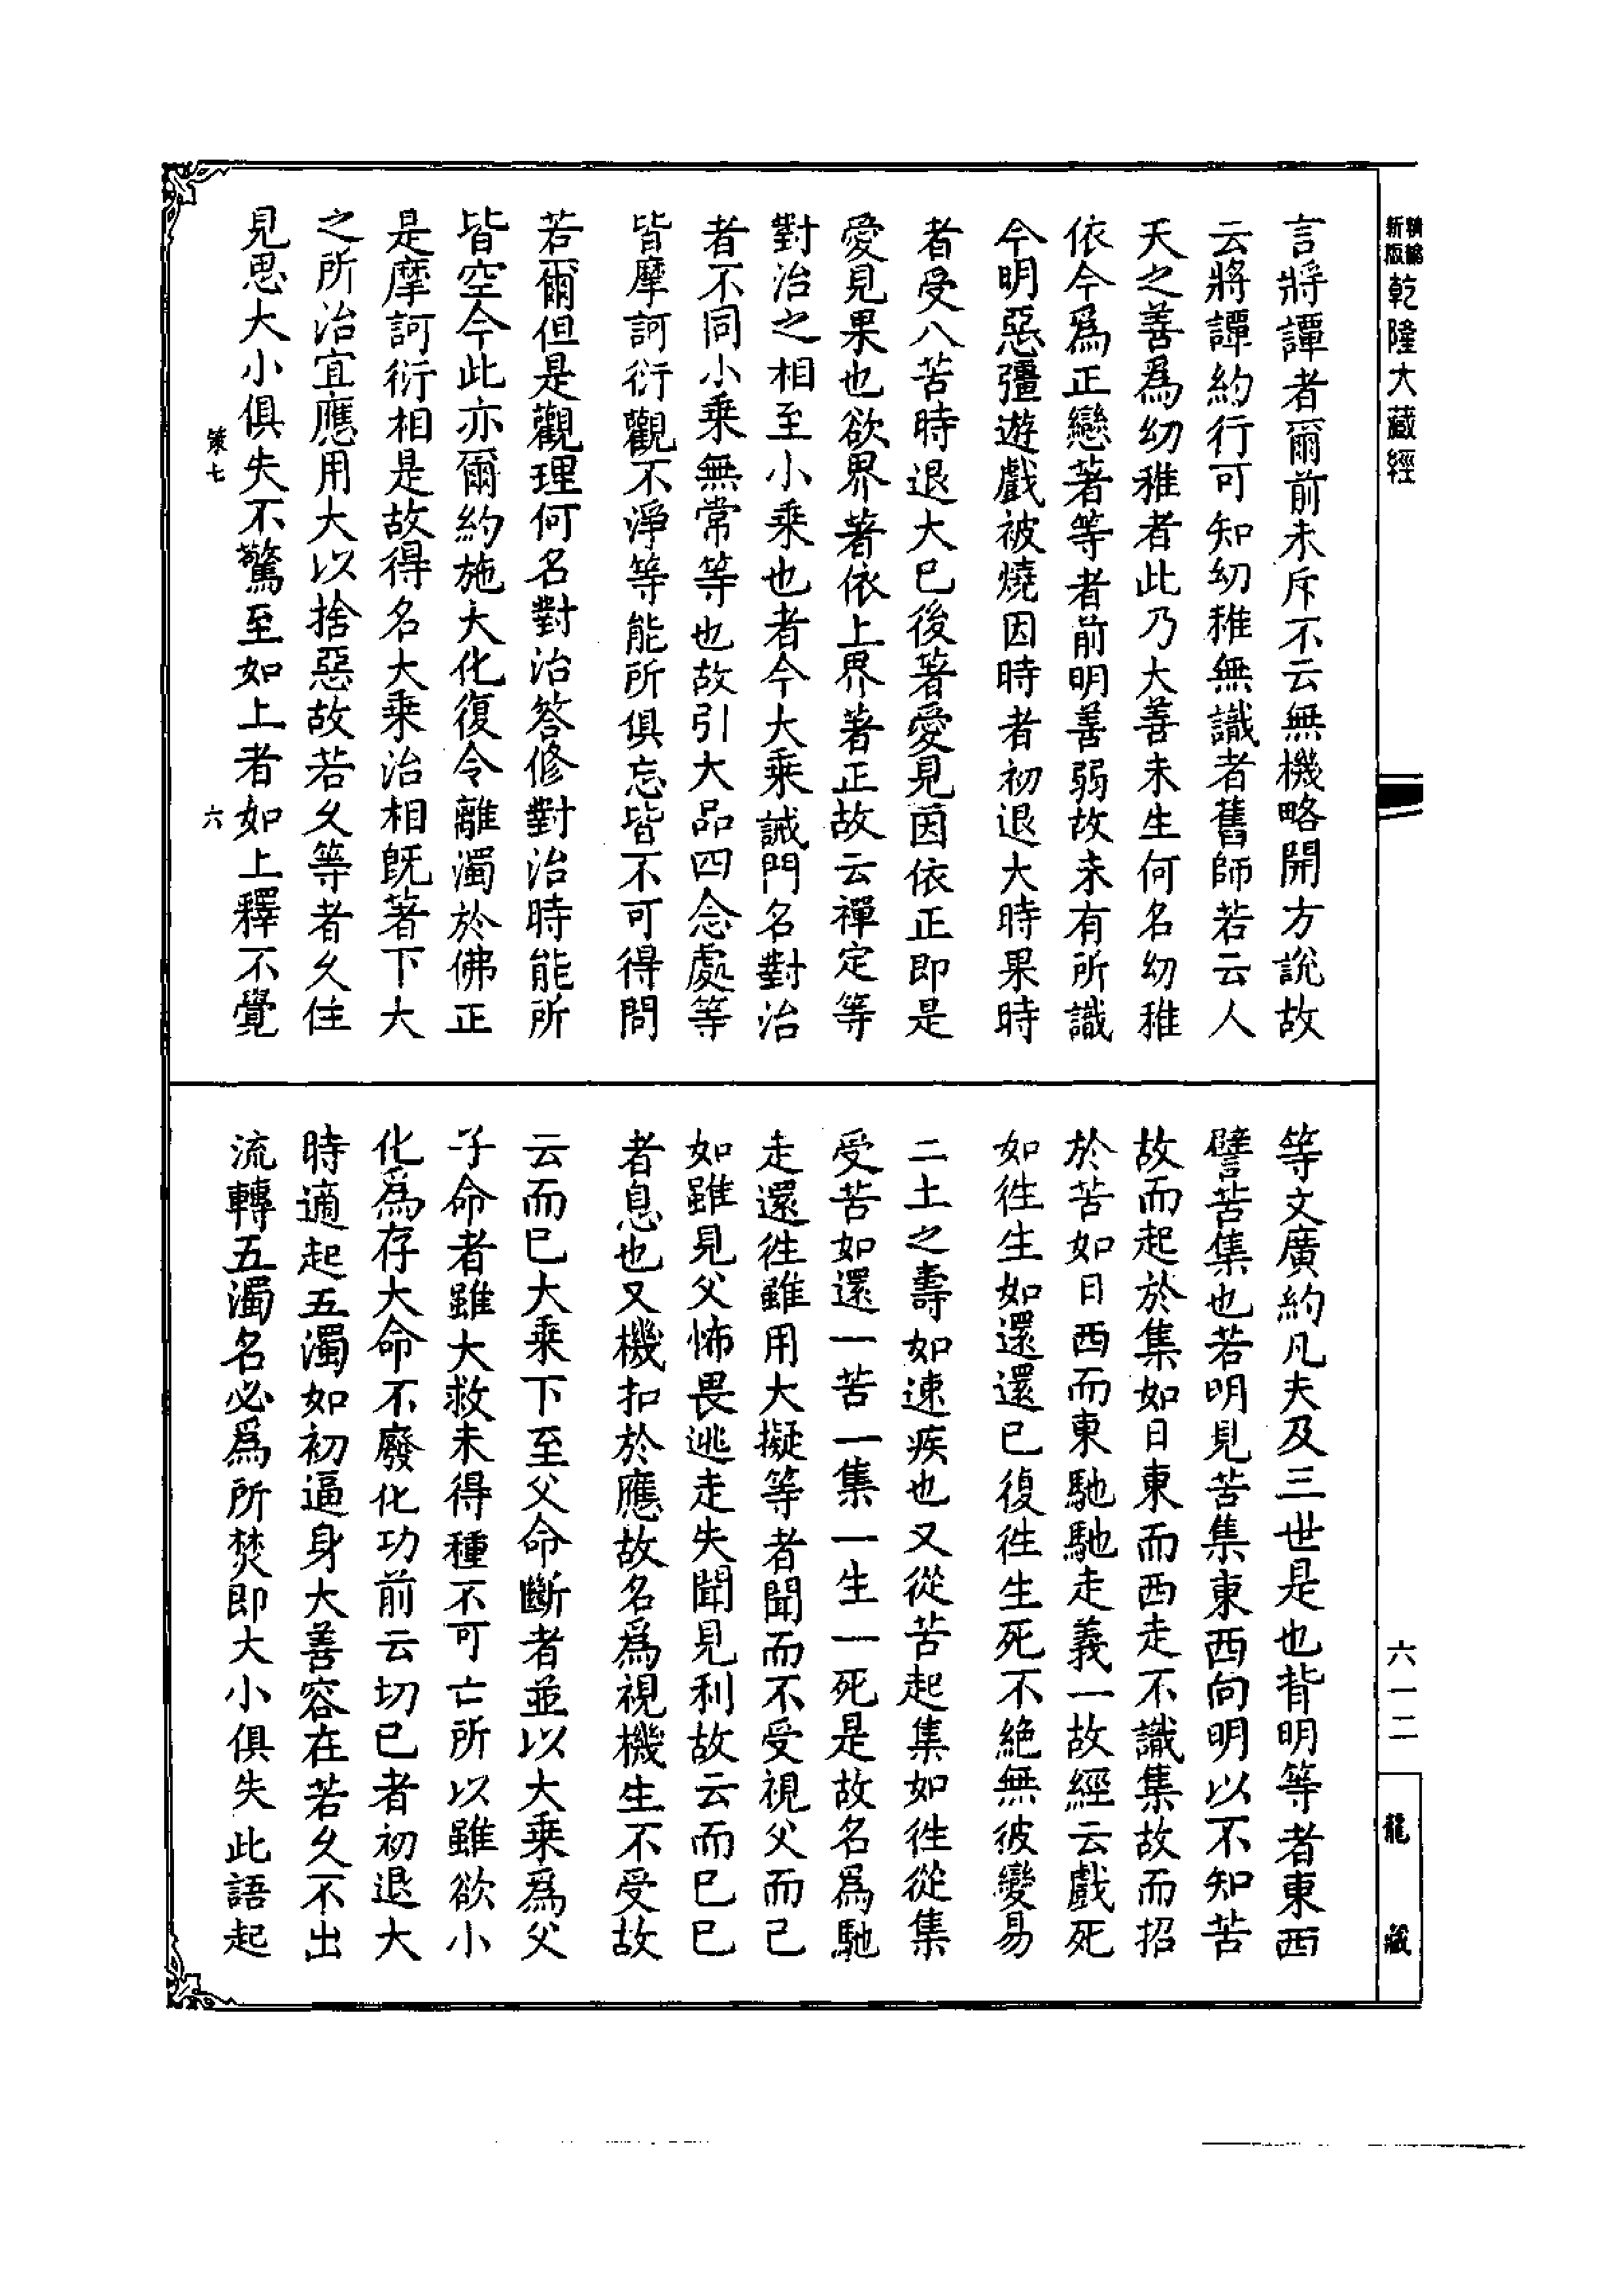 新版精縮乾隆大藏經
六一二
龍藏
言將譚者爾前未斥不云無機略開方說故
云將譚約行可知幼稚無識者舊師若云人
天之善爲幼稚者此乃大善未生何名幼稚
依今爲正戀著等者前明善弱故未有所識
今明惡彊遊戲被燒因時者初退大時果時
者受八苦時退大已後著愛見因依正即是
愛見果也欲界著依上界著正故云禪定等
對治之相至小乘也者今大乘誡門名對治
者不同小乘無常等也故引大品四念處等
皆摩訶衍觀不淨等能所俱忘皆不可得問
若爾但是觀理何名對治答修對治時能所
皆空今此亦爾約施大化復令離濁於佛正
是摩訶衍相是故得名大乘治相既著下大
之所治宜應用大以捨惡故若久等者久住
見思大小俱失不驚至如上者如上釋不覺
策七
六
等文廣約凡夫及三世是也背明等者東西
譬苦集也若明見苦集東西向明以不知苦
故而起於集如日東而西走不識集故而招
於苦如日西而東馳馳走義一故經云戲死
如徃生如還還已復徃生死不絶無彼變易
二土之壽如速疾也又從苦起集如徃從集
受苦如還一苦一集一生一死是故名爲馳
走還徃雖用大擬等者聞而不受視父而已
如雖見父怖畏逃走失聞見利故云而已已
者息也又機扣於應故名爲視機生不受故
云而已大乘下至父命斷者並以大乘爲父
子命者雖大救未得種不可亡所以雖欲小
化爲存大命不廢化功前云切已者初退大
時適起五濁如初逼身大善容在若久不出
流轉五濁名必爲所焚即大小俱失此語起